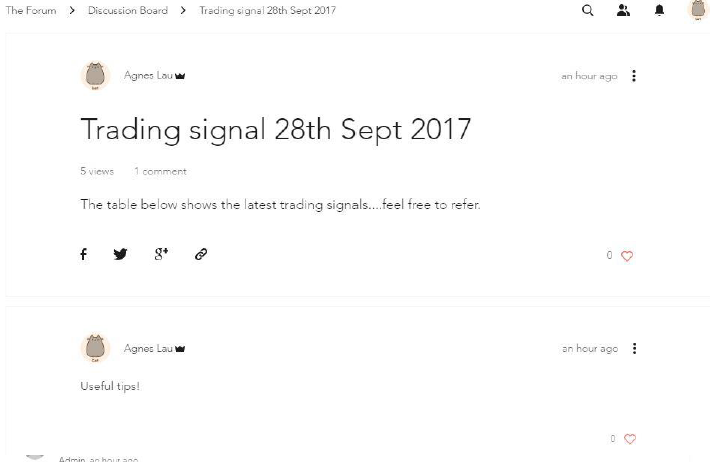 The Forum > Discussion Board > Trading signal 28th Sept 2017
Agnes Lau
an hour ago
Trading signal 28th Sept 2017
5 views 1 comment
The table below shows the latest trading signals....feel free to refer.
0
Agnes Lau
an hour ago
Useful tips!
0
Admin an hour ago